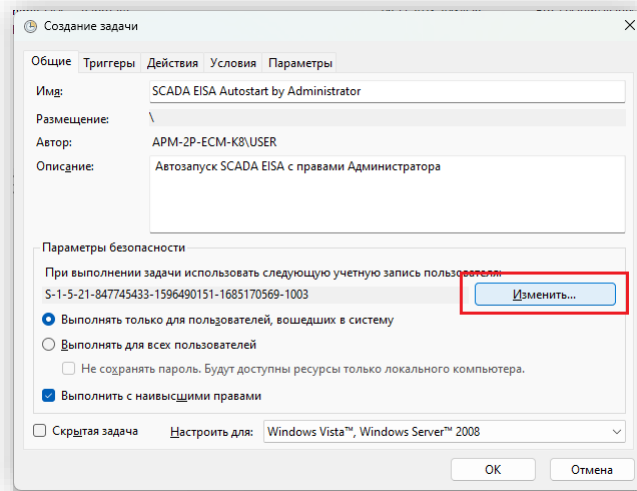 Создание задачи
Общие Триггеры Действия Условия Параметры
Имя: SCADA EISA Autostart by Administrator
Размещение: \
Автор: APM-2P-ECM-K8\USER
Описание: Автозапуск SCADA EISA с правами Администратора
Параметры безопасности
При выполнении задачи использовать следующую учетную запись пользователя:
S-1-5-21-847745433-1596490151-1685170569-1003 Изменить...
Выполнять только для пользователей, вошедших в систему
Выполнять для всех пользователей
Не сохранять пароль. Будут доступны ресурсы только локального компьютера.
Выполнить с наивысшими правами
Скрытая задача Настроить для: Windows Vista™, Windows Server™ 2008
ОК Отмена